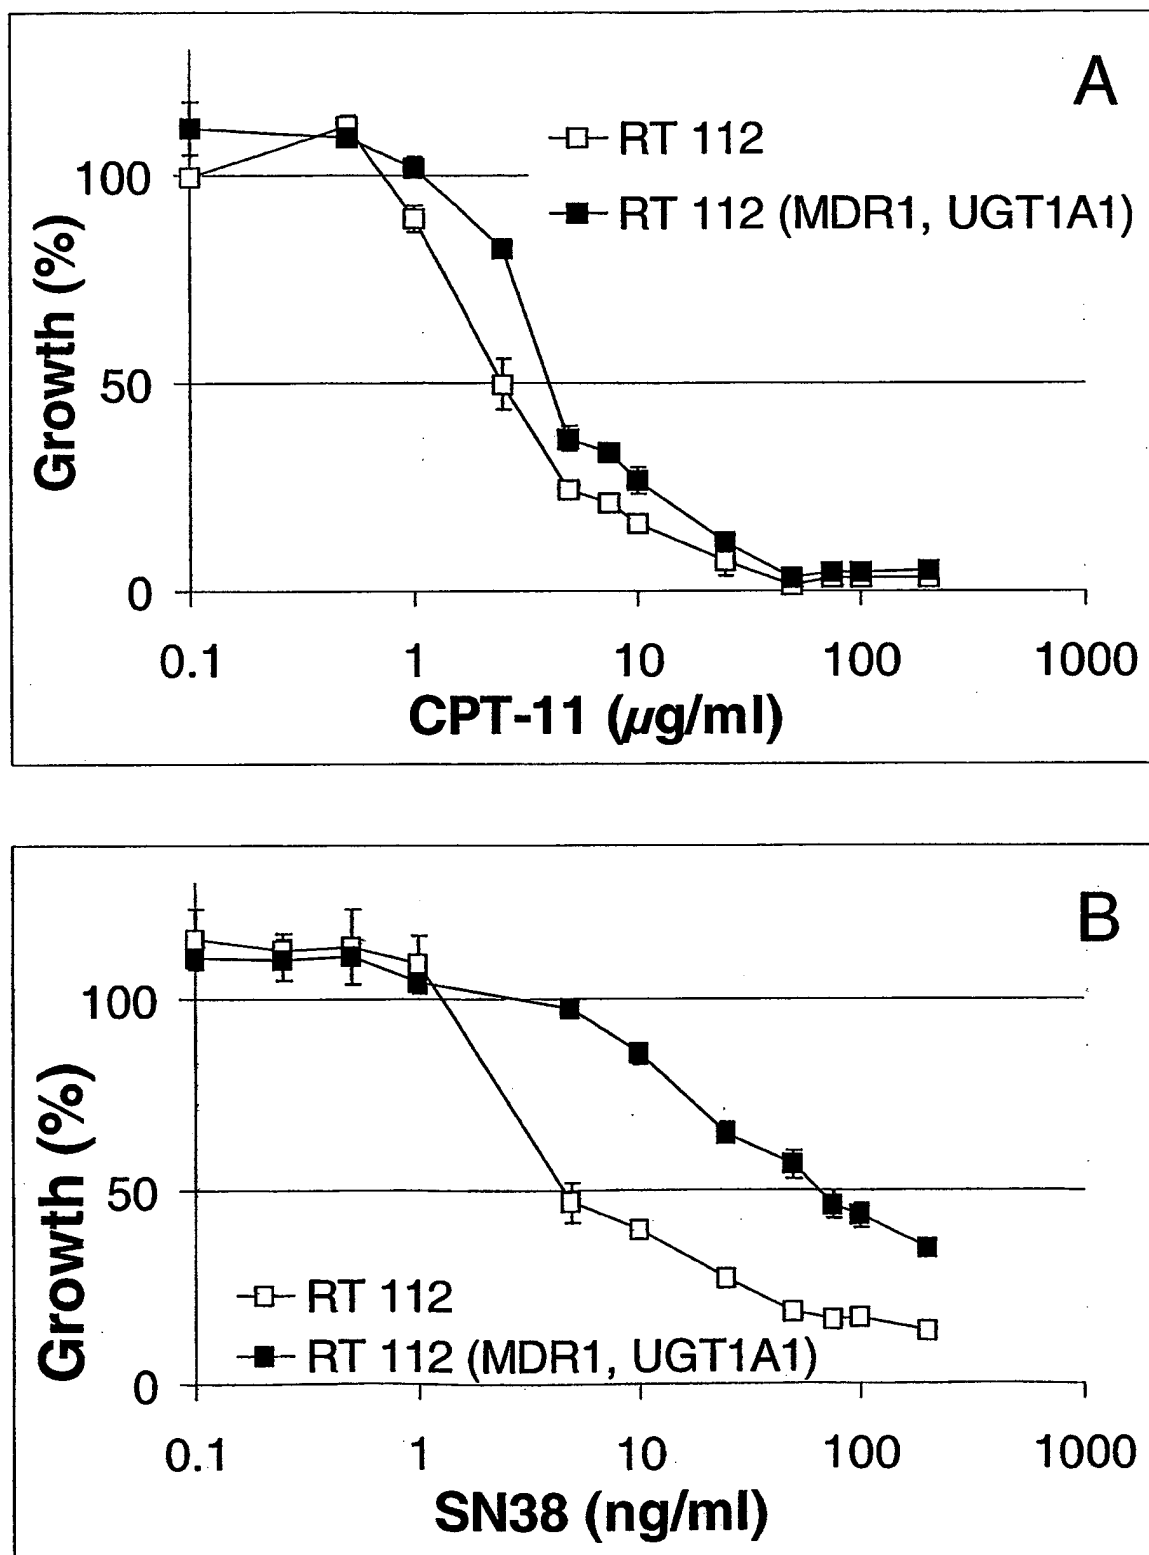 A
RT 112
RT 112 (MDR1, UGT1A1)
Growth (%)
100
50
0
0.1 1 10 100 1000
CPT-11 (µg/ml)
B
Growth (%)
100
50
0
RT 112
RT 112 (MDR1, UGT1A1)
0.1 1 10 100 1000
SN38 (ng/ml)